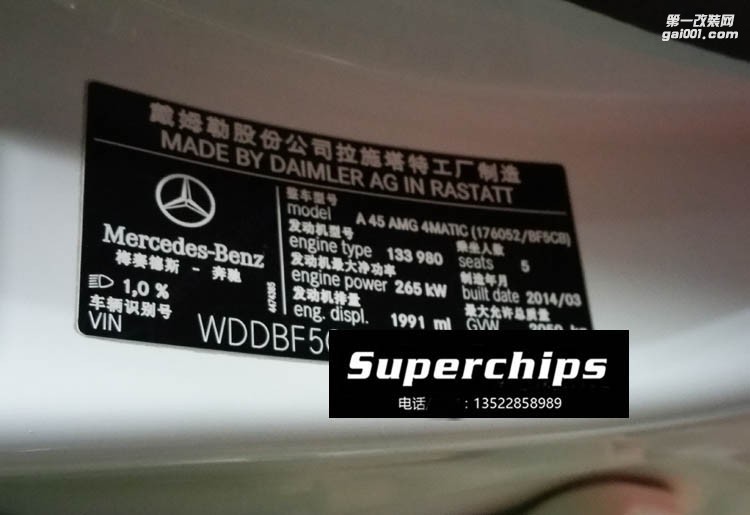 第一改装网
gai001.com
戴姆勒股份公司拉施塔特工厂制造
MADE BY DAIMLER AG IN RASTATT
Mercedes-Benz
梅赛德斯 - 奔驰
1,0 %
车辆识别号
VIN
WDDBF5
4474365
整车型号
model A 45 AMG 4MATIC (176052/BF5CB)
发动机型号 乘坐人数
engine type 133 980 seats 5
发动机最大净功率 制造年月
engine power 265 kW built date 2014/03
发动机排量 最大允许总质量
eng. displ. 1991 ml GVW 2050 kg
Superchips
电话 : 13522858989